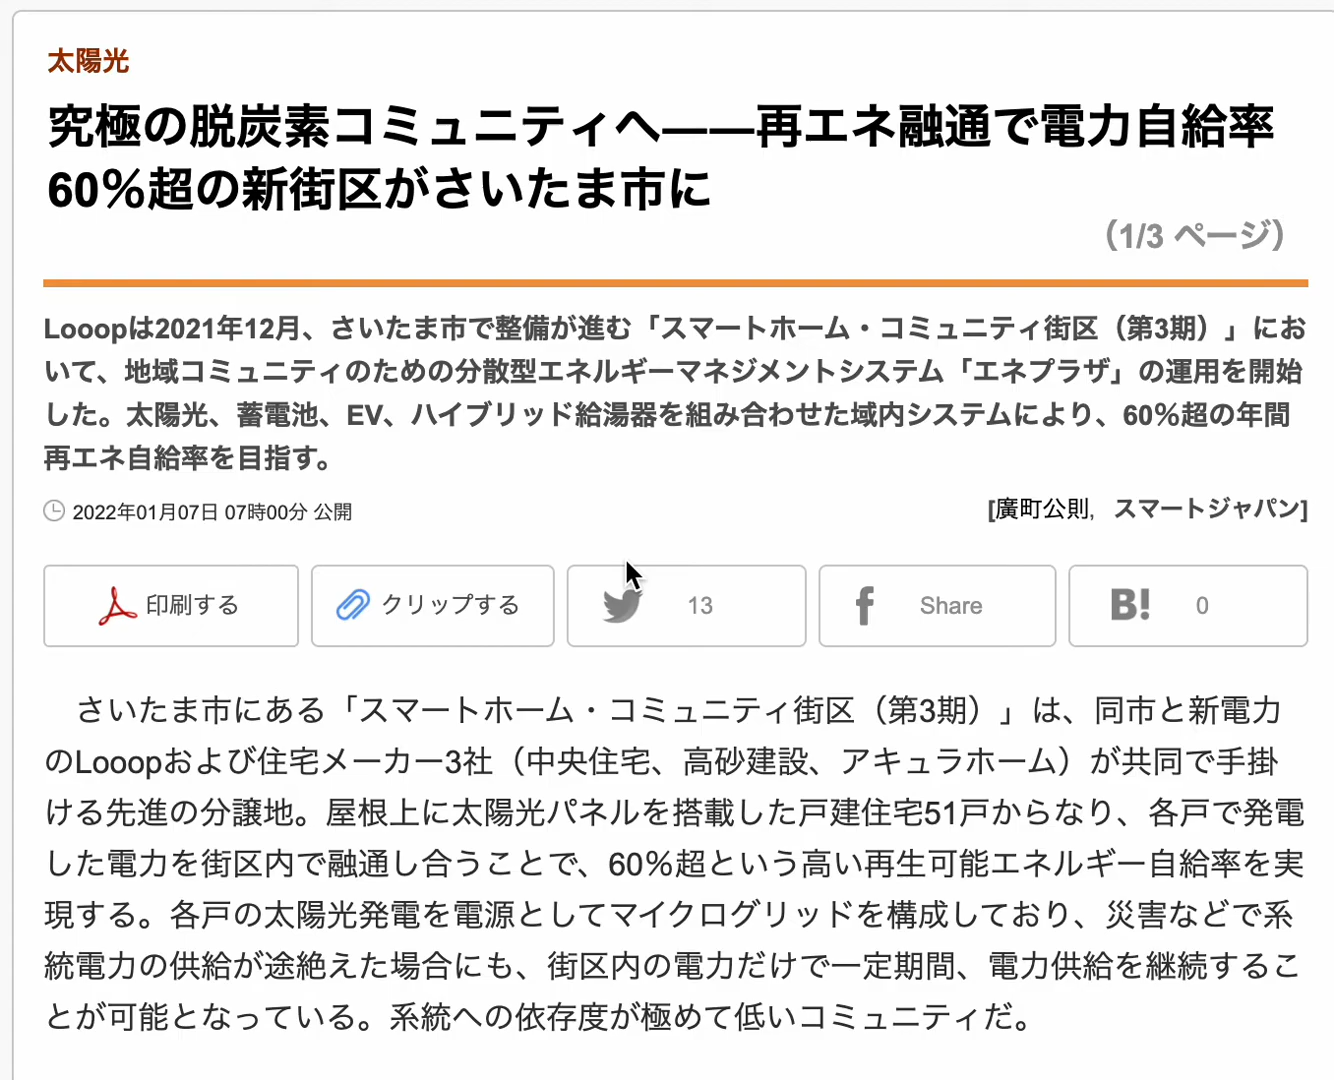 太陽光
究極の脱炭素コミュニティへ——再エネ融通で電力自給率
60％超の新街区がさいたま市に
（1/3 ページ）
Looopは2021年12月、さいたま市で整備が進む「スマートホーム・コミュニティ街区（第3期）」にお
いて、地域コミュニティのための分散型エネルギーマネジメントシステム「エネプラザ」の運用を開始
した。太陽光、蓄電池、EV、ハイブリッド給湯器を組み合わせた域内システムにより、60％超の年間
再エネ自給率を目指す。
2022年01月07日 07時00分 公開
[廣町公則, スマートジャパン]
印刷する
クリップする
13
Share
B! 0
さいたま市にある「スマートホーム・コミュニティ街区（第3期）」は、同市と新電力
のLooopおよび住宅メーカー3社（中央住宅、高砂建設、アキュラホーム）が共同で手掛
ける先進の分譲地。屋根上に太陽光パネルを搭載した戸建住宅51戸からなり、各戸で発電
した電力を街区内で融通し合うことで、60％超という高い再生可能エネルギー自給率を実
現する。各戸の太陽光発電を電源としてマイクログリッドを構成しており、災害などで系
統電力の供給が途絶えた場合にも、街区内の電力だけで一定期間、電力供給を継続するこ
とが可能となっている。系統への依存度が極めて低いコミュニティだ。